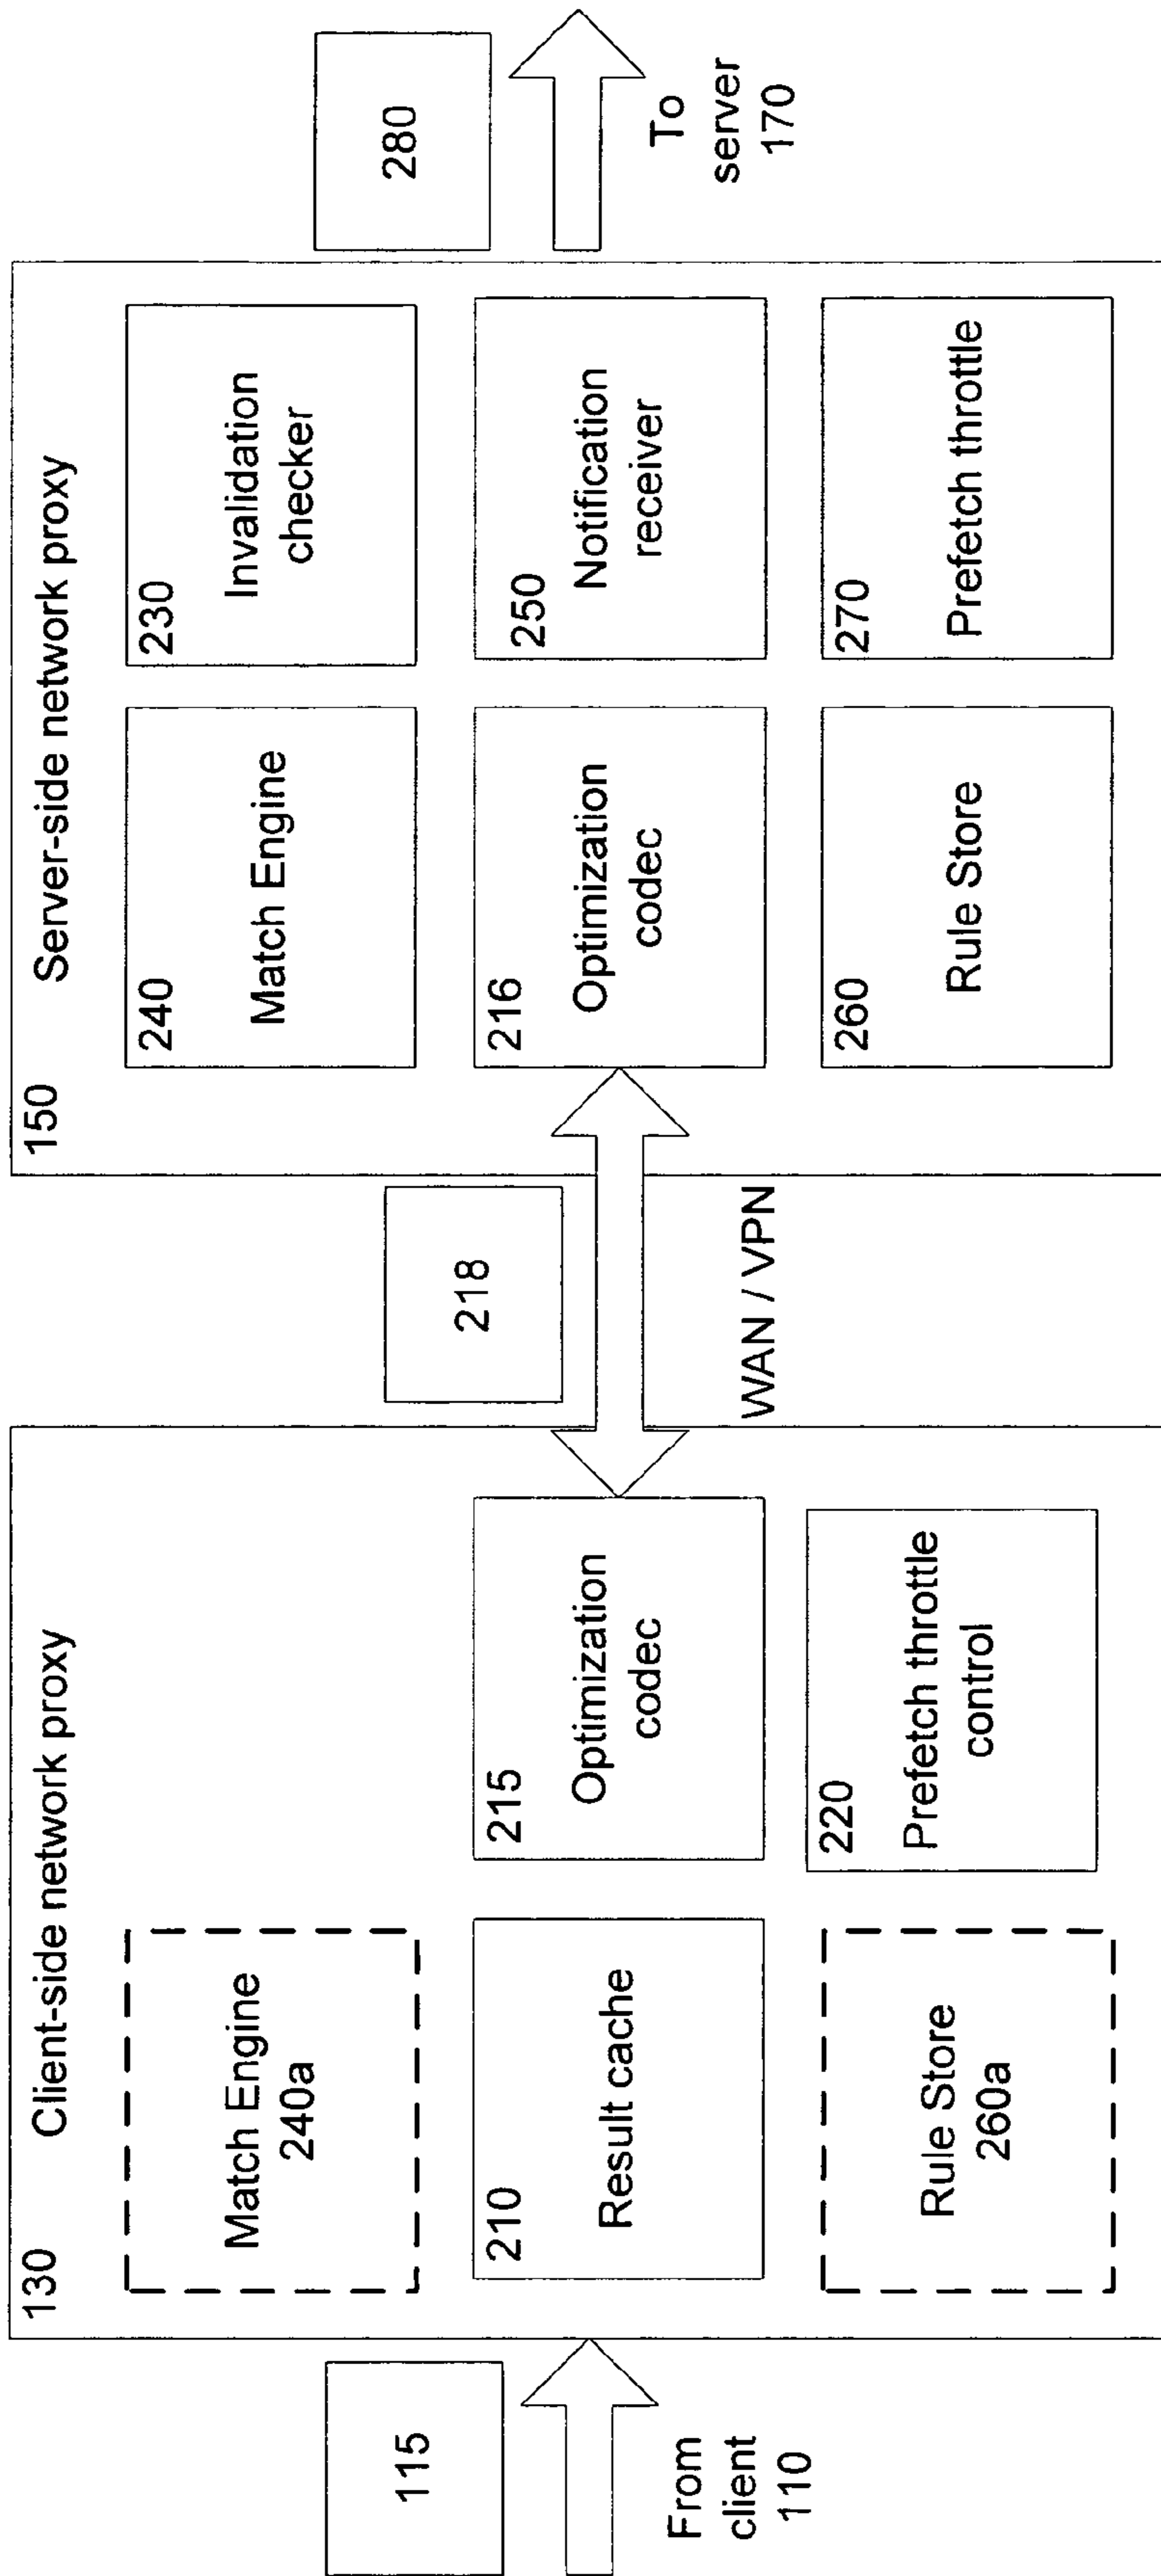 115
From
client
110
130
Client-side network proxy
Match Engine
240a
210
Result cache
Rule Store
260a
215
Optimization
codec
220
Prefetch throttle
control
218
WAN / VPN
150
Server-side network proxy
240
Match Engine
230
Invalidation
checker
216
Optimization
codec
250
Notification
receiver
260
Rule Store
270
Prefetch throttle
280
To
server
170